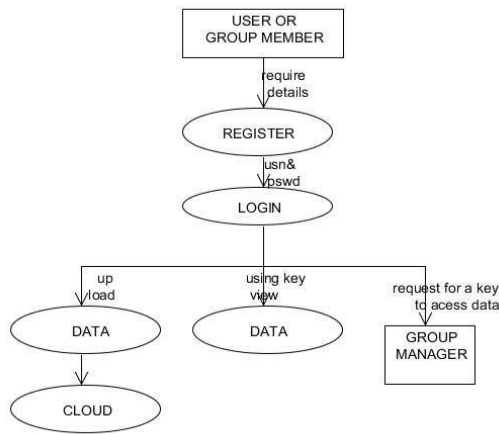 USER OR
GROUP MEMBER
require
details
REGISTER
usn&
pswd
LOGIN
up
load
using key
view
request for a key
to acess data
DATA
DATA
GROUP
MANAGER
CLOUD